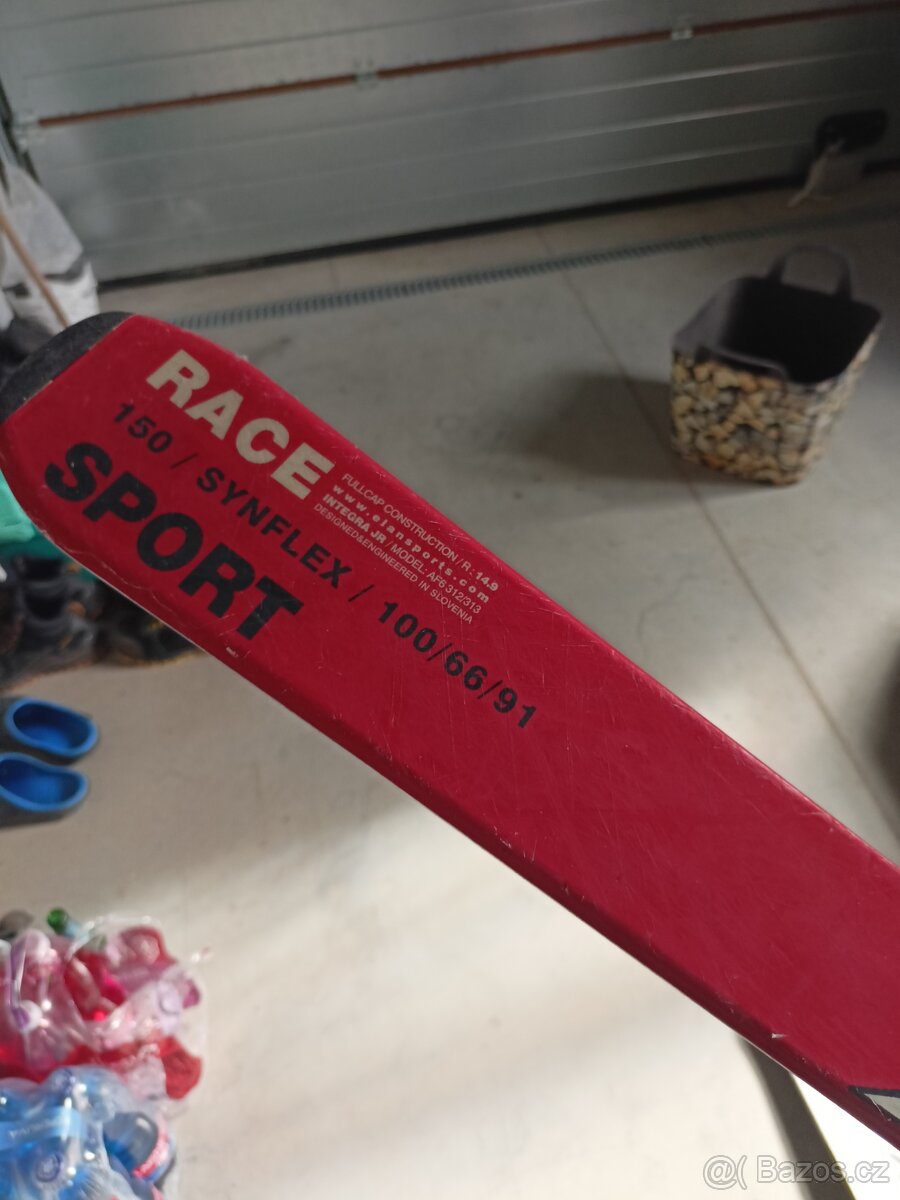 RACE
150 / SYNFLEX / 100/66/91
SPORT
FULLCAP CONSTRUCTION / R: 14.9
www.elansports.com
INTEGRA JR / MODEL: AF6 312/313
DESIGNED&ENGINEERED IN SLOVENIA
@( Bazos.cz